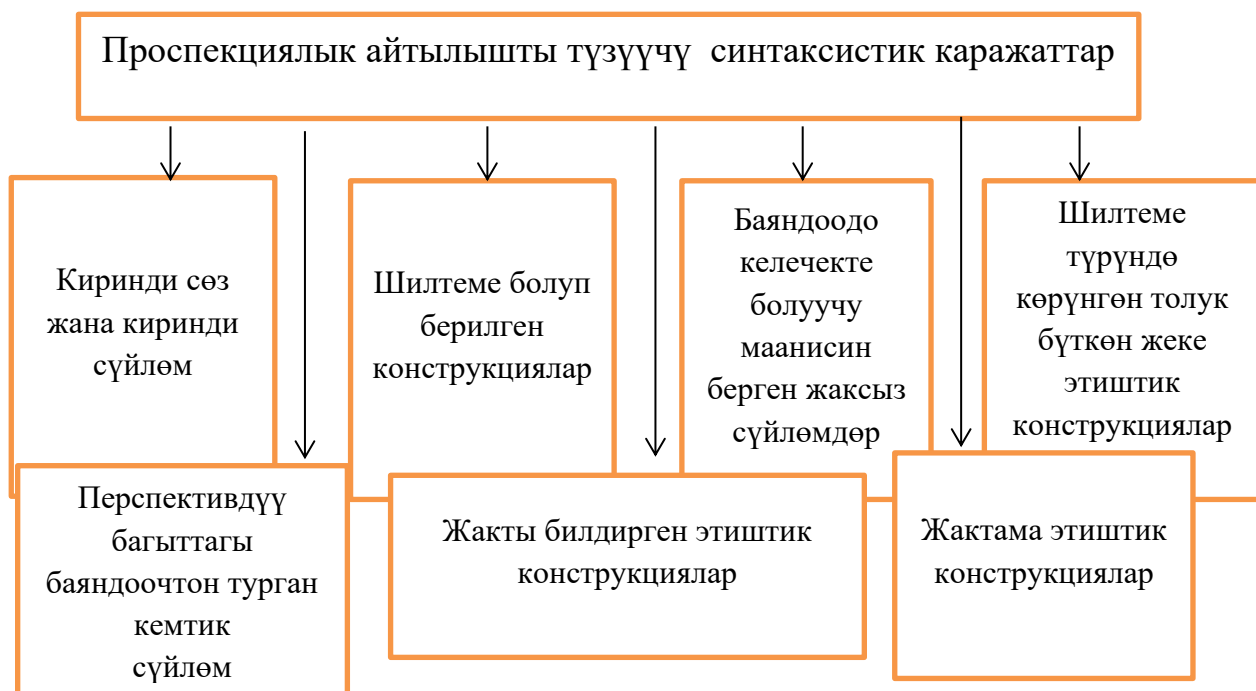 Проспекциялык айтылышты түзүүчү синтаксистик каражаттар
Киринди сөз
жана киринди
сүйлөм
Шилтеме болуп
берилген
конструкциялар
Баяндоодо
келечекте
болуучу
маанисин
берген жаксыз
сүйлөмдөр
Шилтеме
түрүндө
көрүнгөн толук
бүткөн жеке
этиштик
конструкциялар
Перспективдүү
багыттагы
баяндоочтон турган
кемтик
сүйлөм
Жакты билдирген этиштик
конструкциялар
Жактама этиштик
конструкциялар